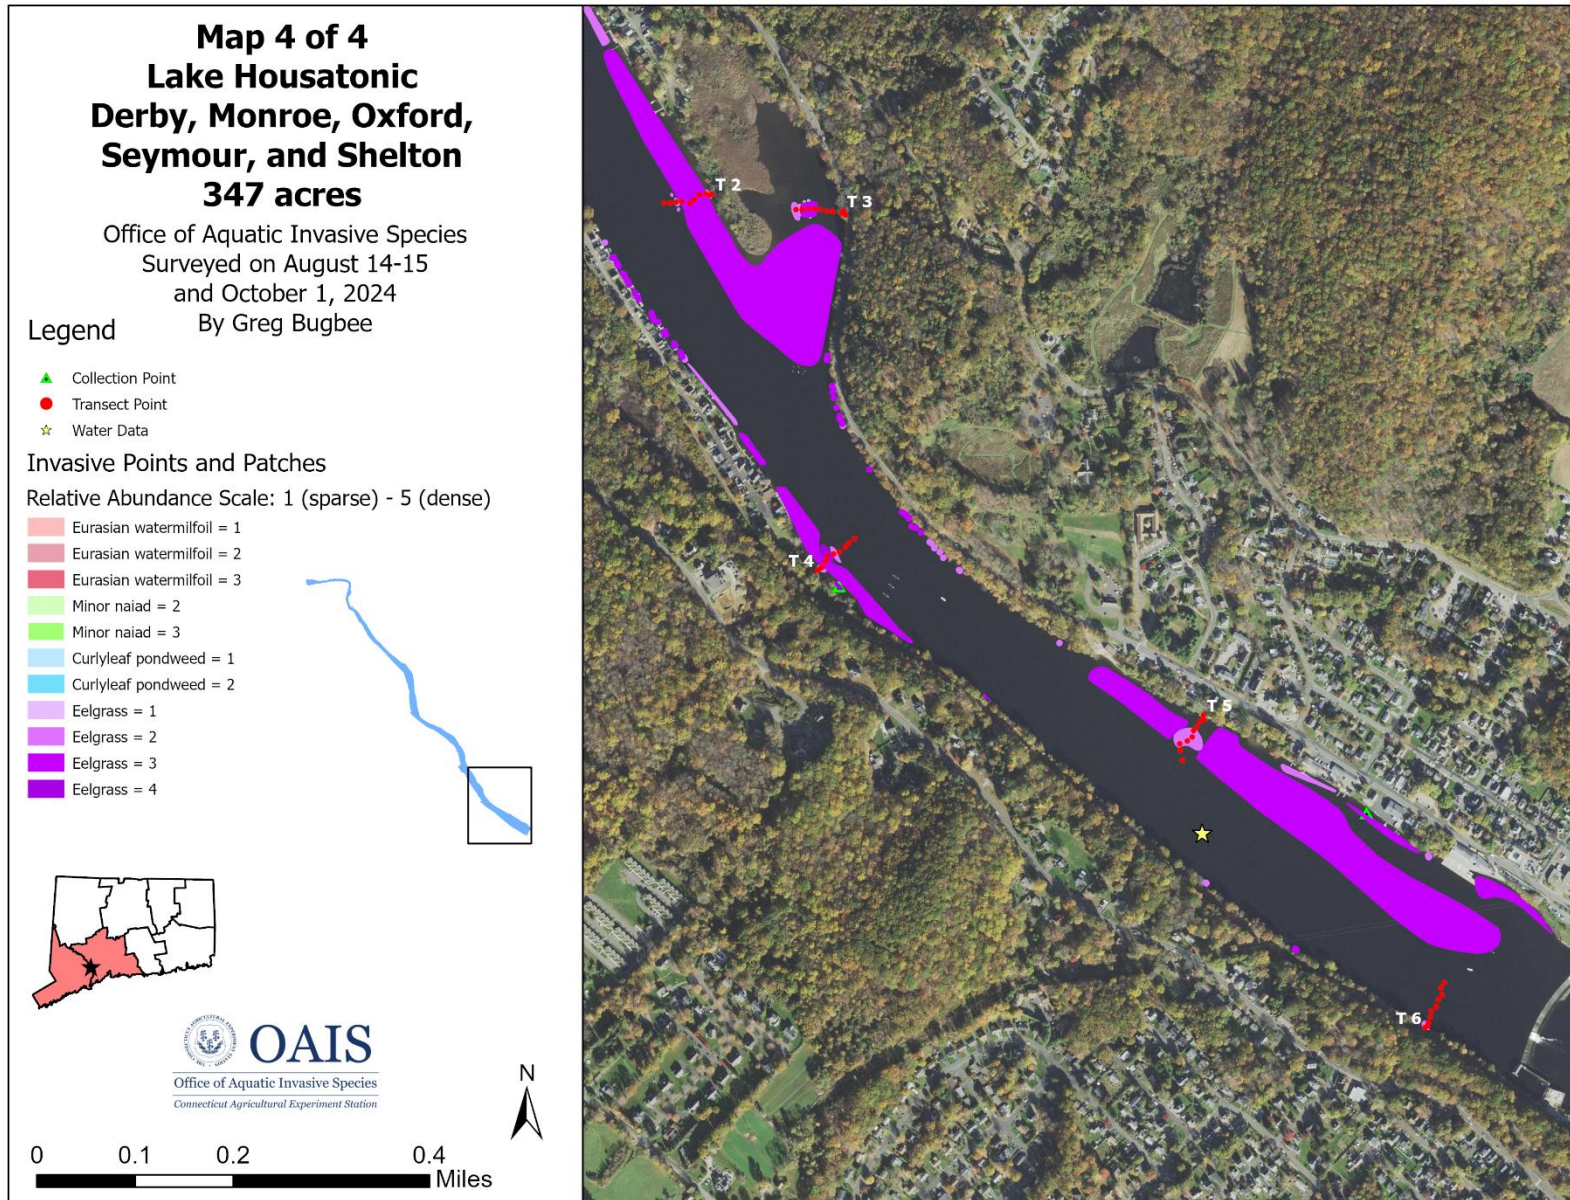 Map 4 of 4
Lake Housatonic
Derby, Monroe, Oxford,
Seymour, and Shelton
347 acres
Office of Aquatic Invasive Species
Surveyed on August 14-15
and October 1, 2024
By Greg Bugbee
Legend
Collection Point
Transect Point
Water Data
Invasive Points and Patches
Relative Abundance Scale: 1 (sparse) - 5 (dense)
Eurasian watermilfoil = 1
Eurasian watermilfoil = 2
Eurasian watermilfoil = 3
Minor naiad = 2
Minor naiad = 3
Curlyleaf pondweed = 1
Curlyleaf pondweed = 2
Eelgrass = 1
Eelgrass = 2
Eelgrass = 3
Eelgrass = 4
OAIS
Office of Aquatic Invasive Species
Connecticut Agricultural Experiment Station
N
0 0.1 0.2 0.4
Miles
T 2
T 3
T 4
T 5
T 6